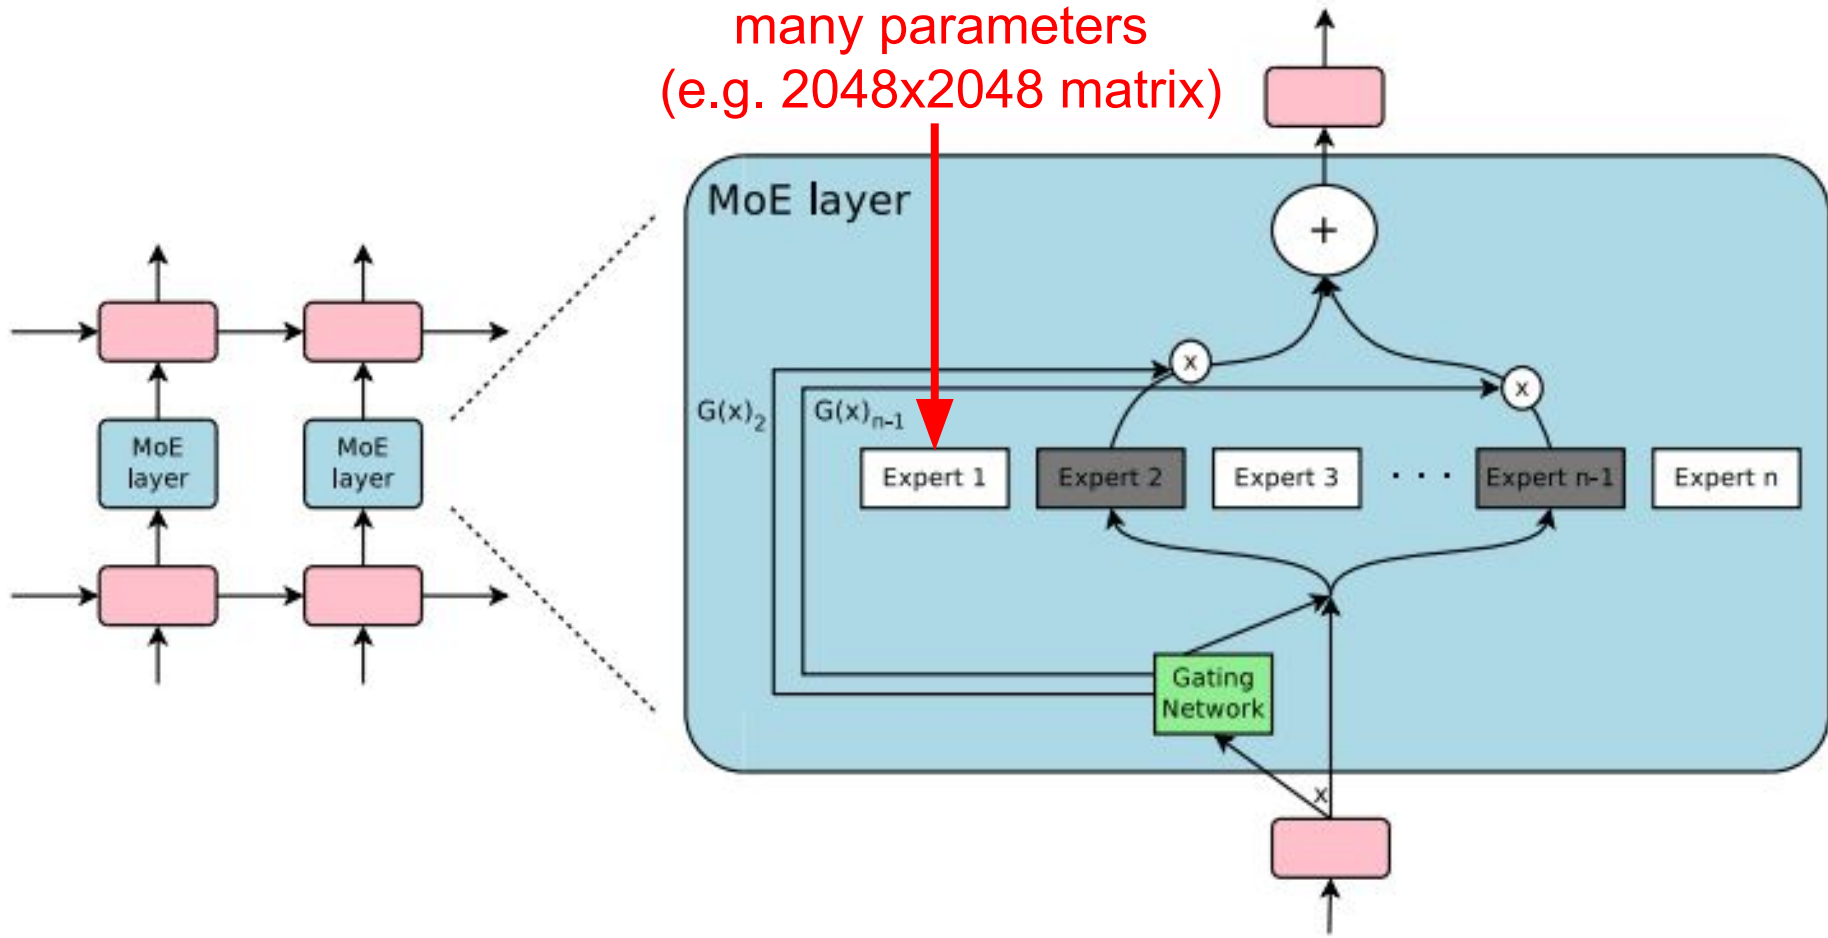 many parameters
(e.g. 2048x2048 matrix)
MoE layer
+
x
x
G(x)2
G(x)n-1
MoE
layer
MoE
layer
Expert 1
Expert 2
Expert 3
. . .
Expert n-1
Expert n
Gating
Network
x